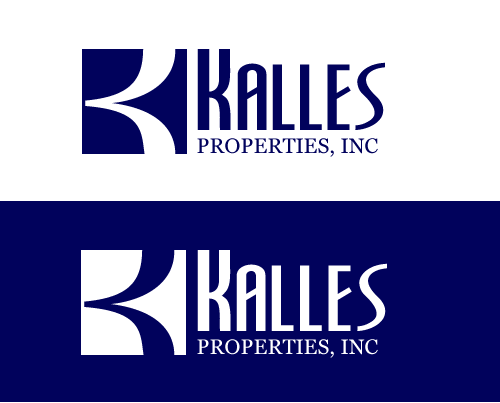 KALLES
PROPERTIES, INC
KALLES
PROPERTIES, INC